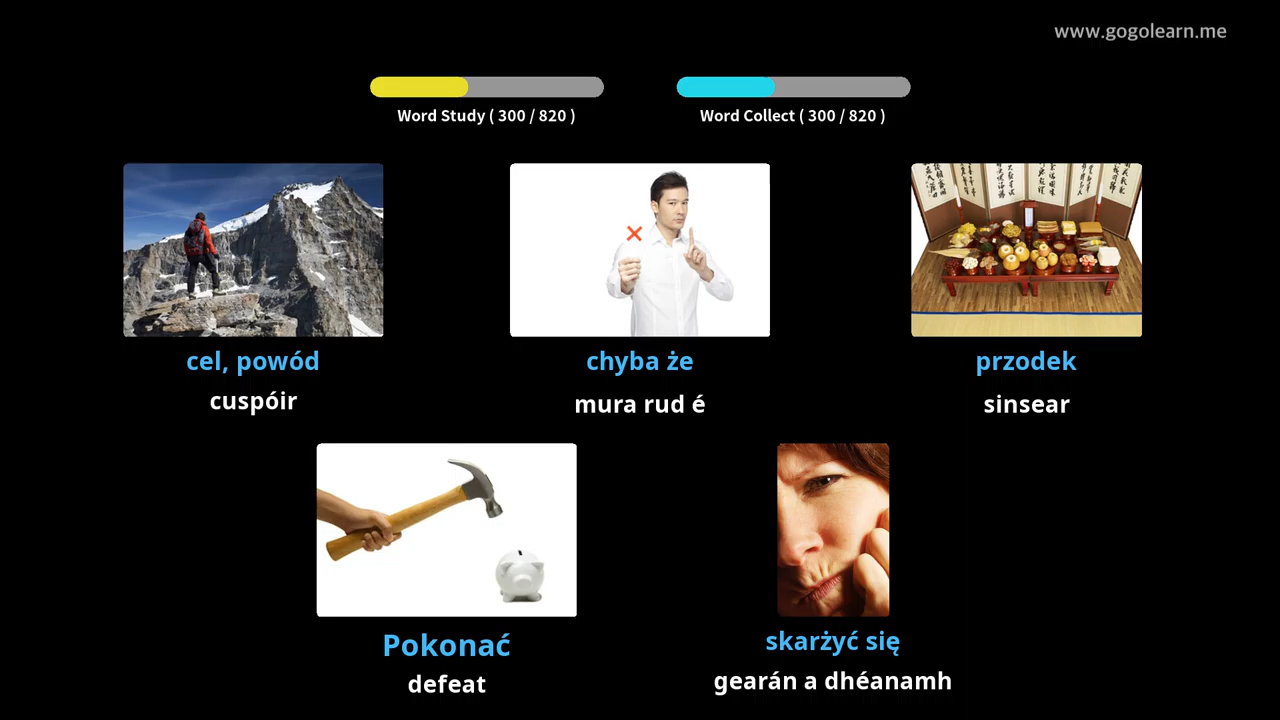 www.gogolearn.me
Word Study ( 300 / 820 )
Word Collect ( 300 / 820 )
cel, powód
cuspóir
chyba że
mura rud é
przodek
sinsear
Pokonać
defeat
skarżyć się
gearán a dhéanamh